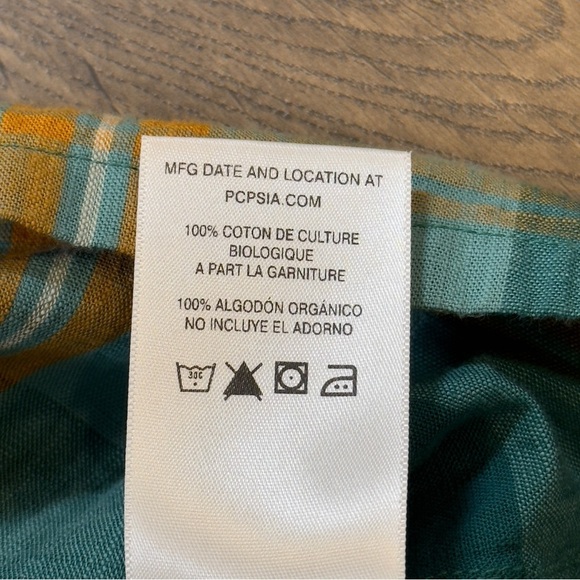 MFG DATE AND LOCATION AT
PCPSIA.COM
100% COTON DE CULTURE
BIOLOGIQUE
A PART LA GARNITURE
100% ALGODÓN ORGÁNICO
NO INCLUYE EL ADORNO
30C